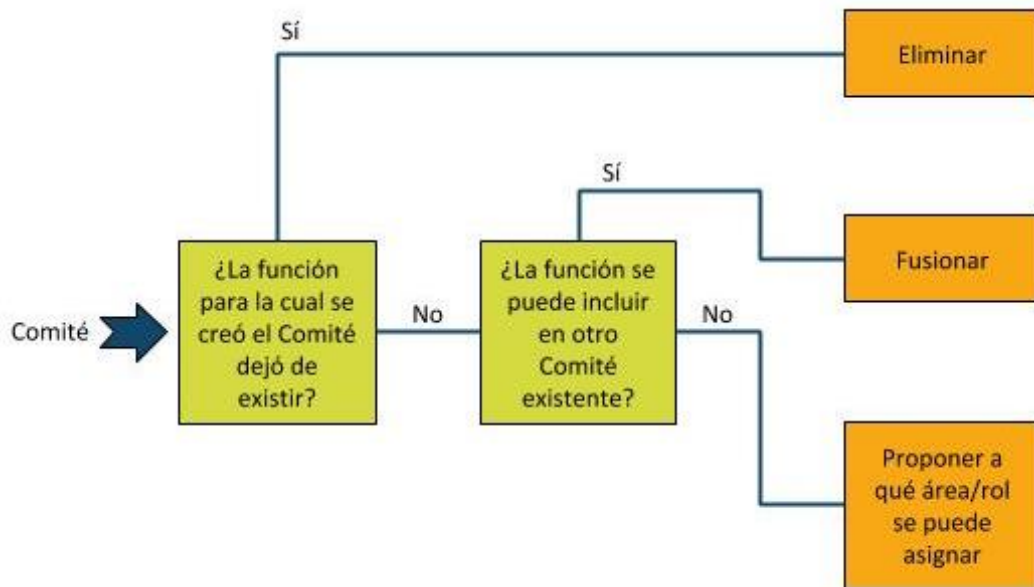 Sí
Eliminar
Sí
Fusionar
Comité
¿La función
para la cual se
creó el Comité
dejó de
existir?
No
¿La función se
puede incluir
en otro
Comité
existente?
No
Proponer a
qué área/rol
se puede
asignar